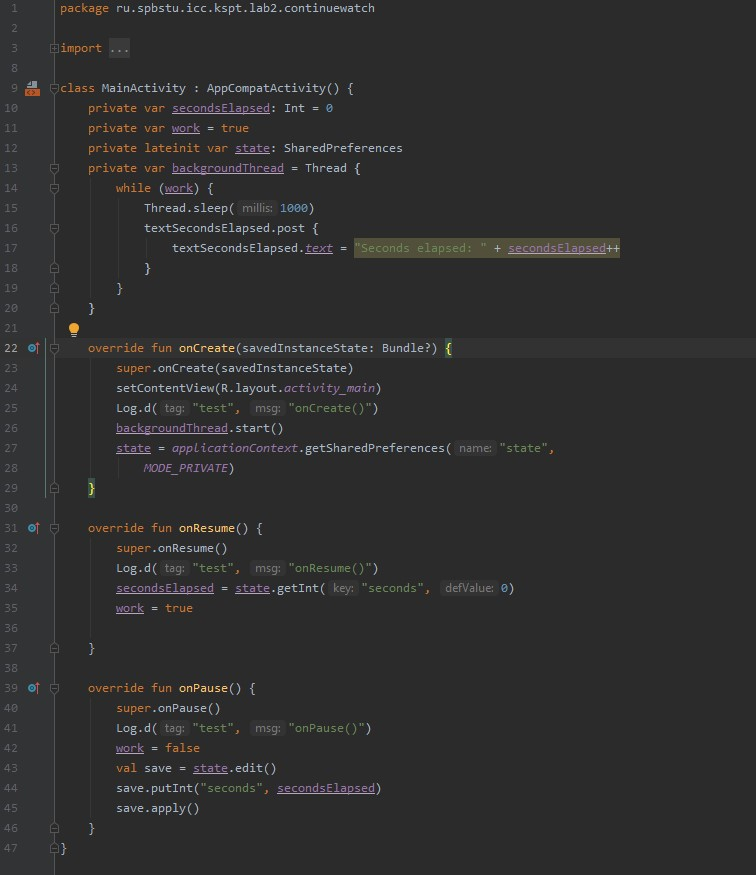 1 package ru.spbstu.icc.kspt.lab2.continuewatch
2
3 import ...
8
9 class MainActivity : AppCompatActivity() {
10 private var secondsElapsed: Int = 0
11 private var work = true
12 private lateinit var state: SharedPreferences
13 private var backgroundThread = Thread {
14 while (work) {
15 Thread.sleep( millis: 1000)
16 textSecondsElapsed.post {
17 textSecondsElapsed.text = "Seconds elapsed: " + secondsElapsed++
18 }
19 }
20 }
21
22 override fun onCreate(savedInstanceState: Bundle?) {
23 super.onCreate(savedInstanceState)
24 setContentView(R.layout.activity_main)
25 Log.d( tag: "test", msg: "onCreate()")
26 backgroundThread.start()
27 state = applicationContext.getSharedPreferences( name: "state",
28 MODE_PRIVATE)
29 }
30
31 override fun onResume() {
32 super.onResume()
33 Log.d( tag: "test", msg: "onResume()")
34 secondsElapsed = state.getInt( key: "seconds", defValue: 0)
35 work = true
36
37 }
38
39 override fun onPause() {
40 super.onPause()
41 Log.d( tag: "test", msg: "onPause()")
42 work = false
43 val save = state.edit()
44 save.putInt("seconds", secondsElapsed)
45 save.apply()
46 }
47 }